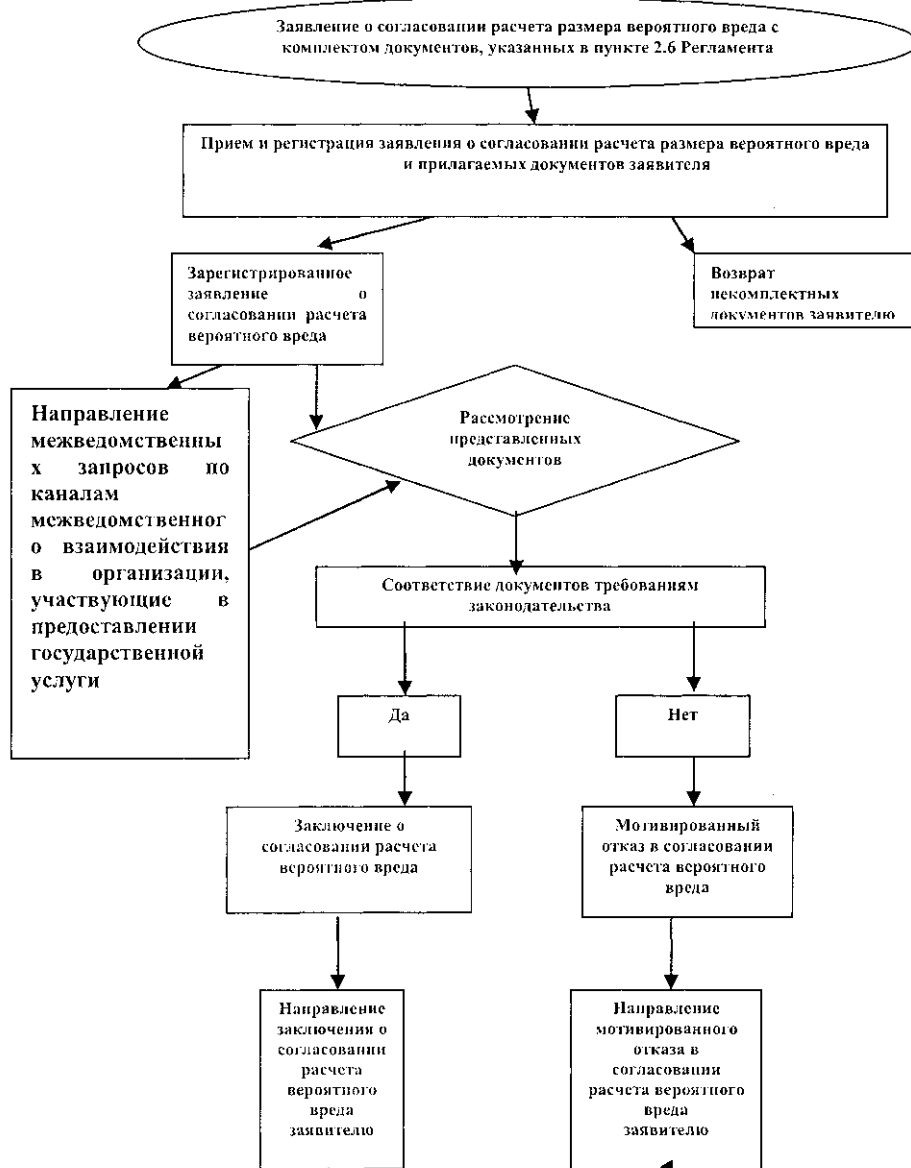 Заявление о согласовании расчета размера вероятного вреда с
комплектом документов, указанных в пункте 2.6 Регламента
Прием и регистрация заявления о согласовании расчета размера вероятного вреда
и прилагаемых документов заявителя
Зарегистрированное
заявление о
согласовании расчета
вероятного вреда
Возврат
некомплектных
документов заявителю
Направление
межведомственны
х запросов по
каналам
межведомственног
о взаимодействия
в организации,
участвующие в
предоставлении
государственной
услуги
Рассмотрение
представленных
документов
Соответствие документов требованиям
законодательства
Да
Нет
Заключение о
согласовании расчета
вероятного вреда
Мотивированный
отказ в согласовании
расчета вероятного
вреда
Направление
заключения о
согласовании
расчета
вероятного
вреда
заявителю
Направление
мотивированного
отказа в
согласовании
расчета вероятного
вреда
заявителю